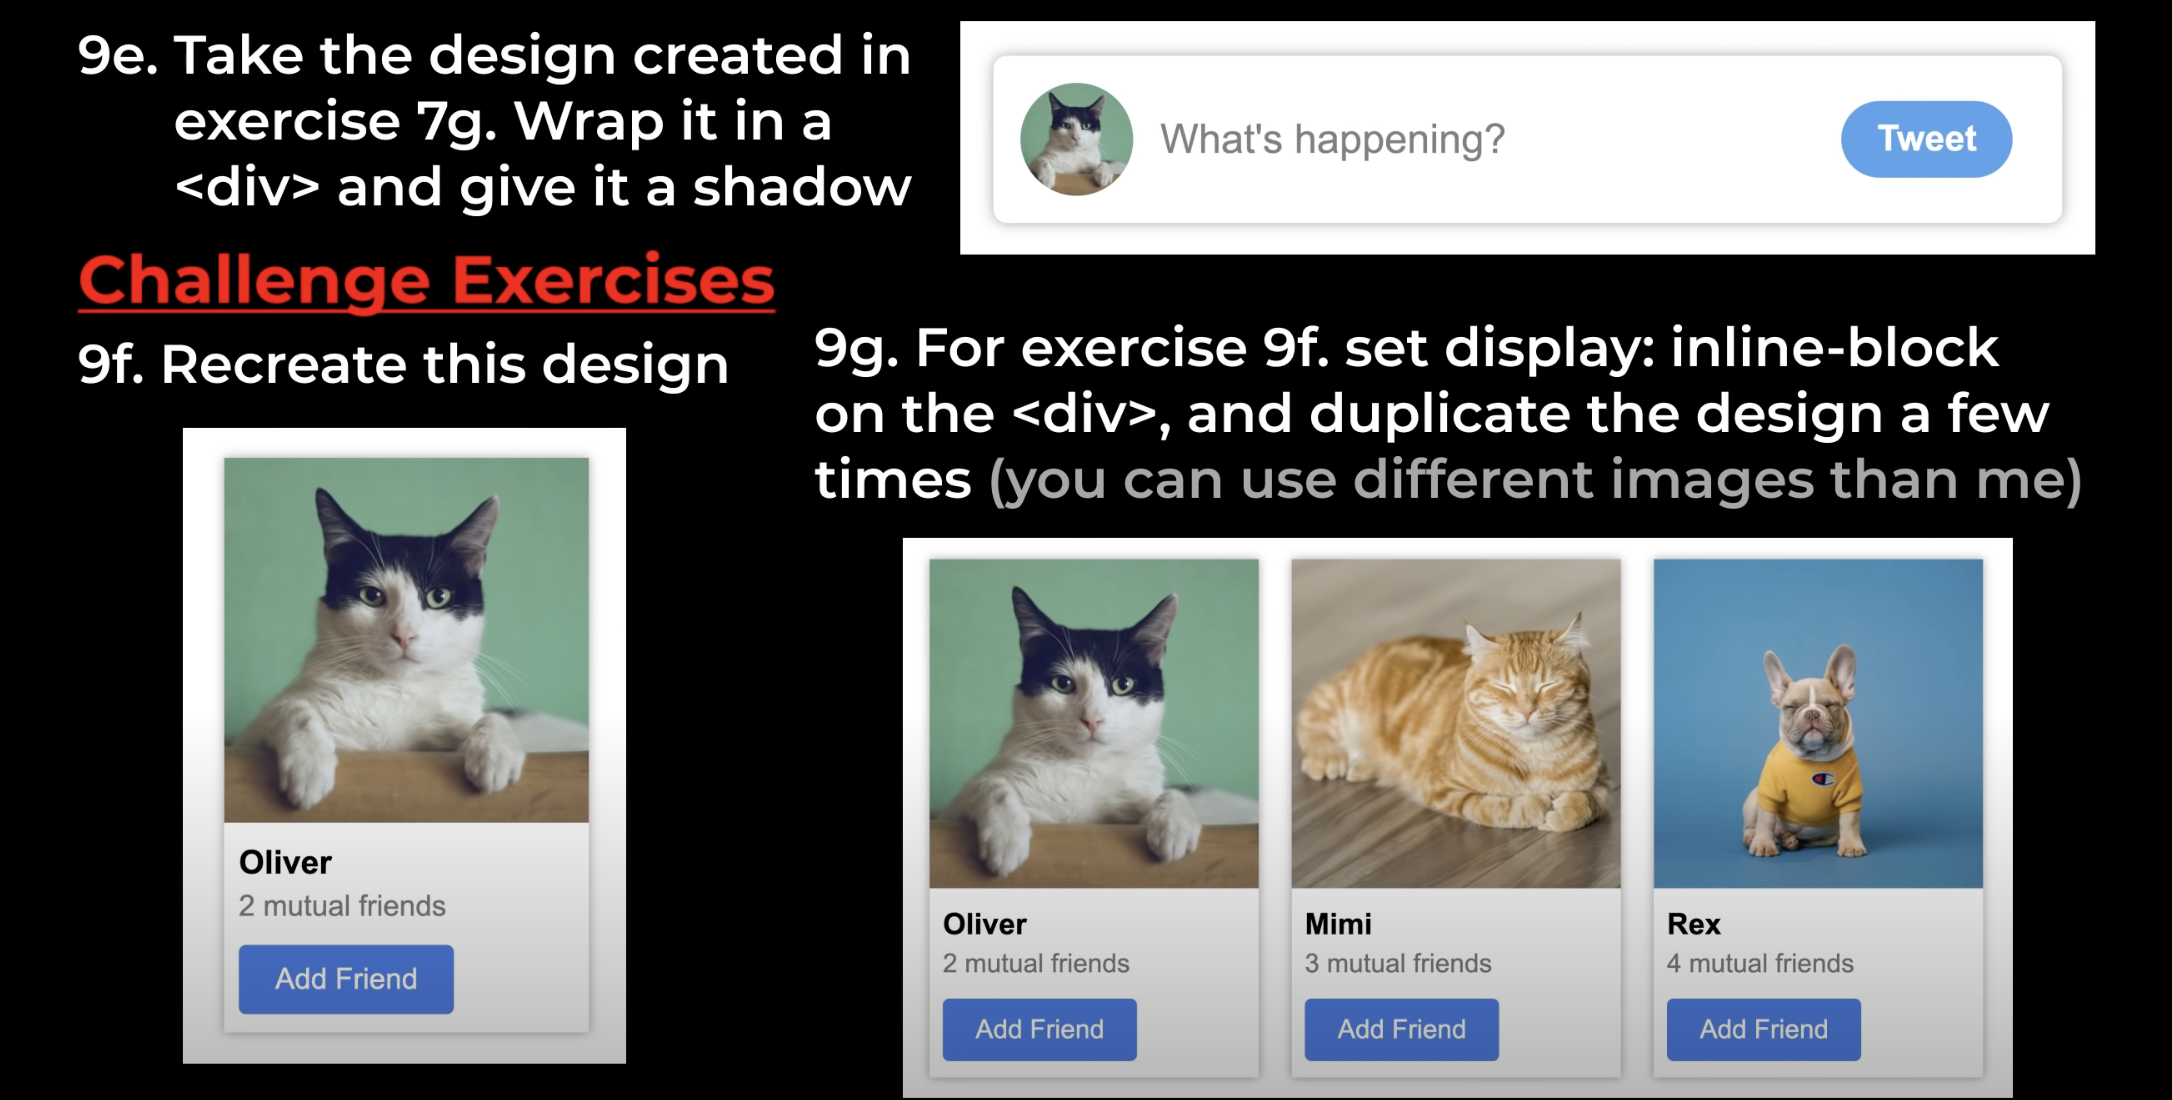 9e. Take the design created in
exercise 7g. Wrap it in a
<div> and give it a shadow
What's happening?
Tweet
Challenge Exercises
9f. Recreate this design
Oliver
2 mutual friends
Add Friend
9g. For exercise 9f. set display: inline-block
on the <div>, and duplicate the design a few
times (you can use different images than me)
Oliver
2 mutual friends
Add Friend
Mimi
3 mutual friends
Add Friend
Rex
4 mutual friends
Add Friend